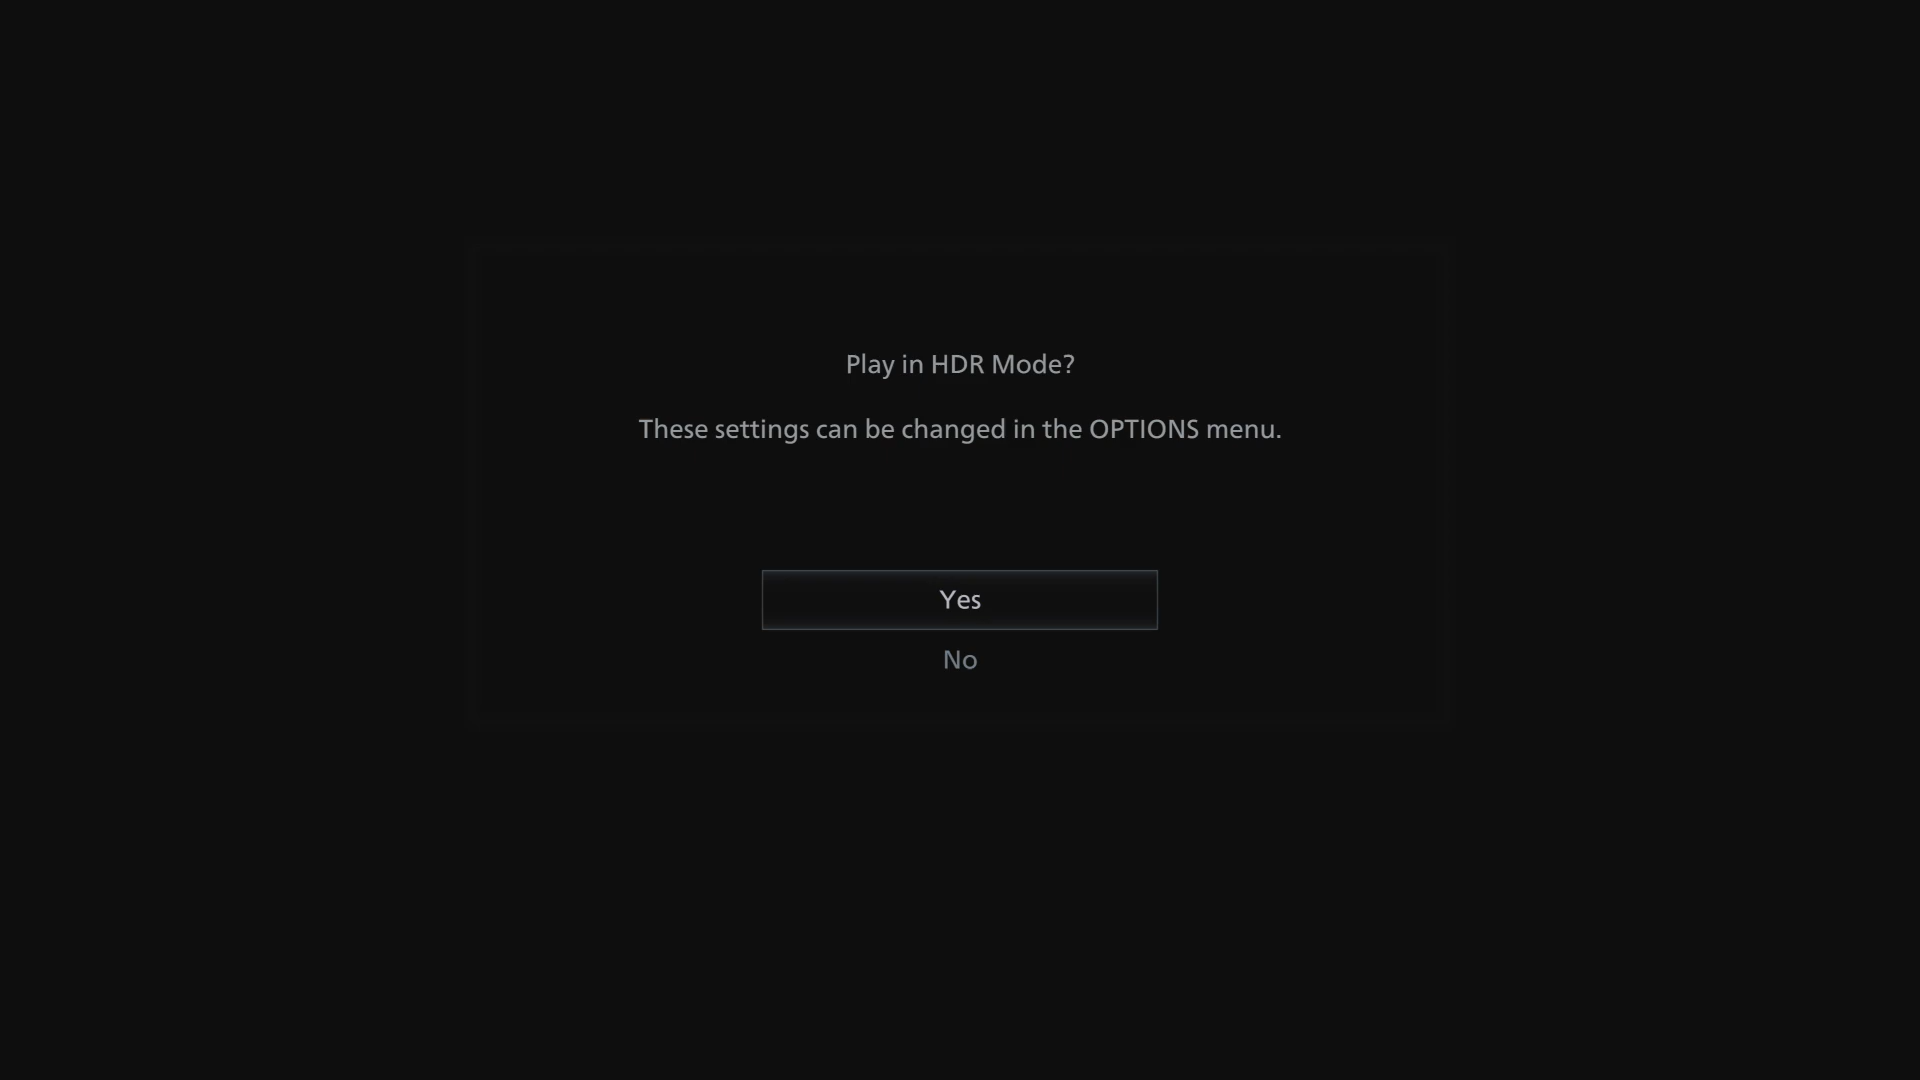 Play in HDR Mode?
These settings can be changed in the OPTIONS menu.
Yes
No